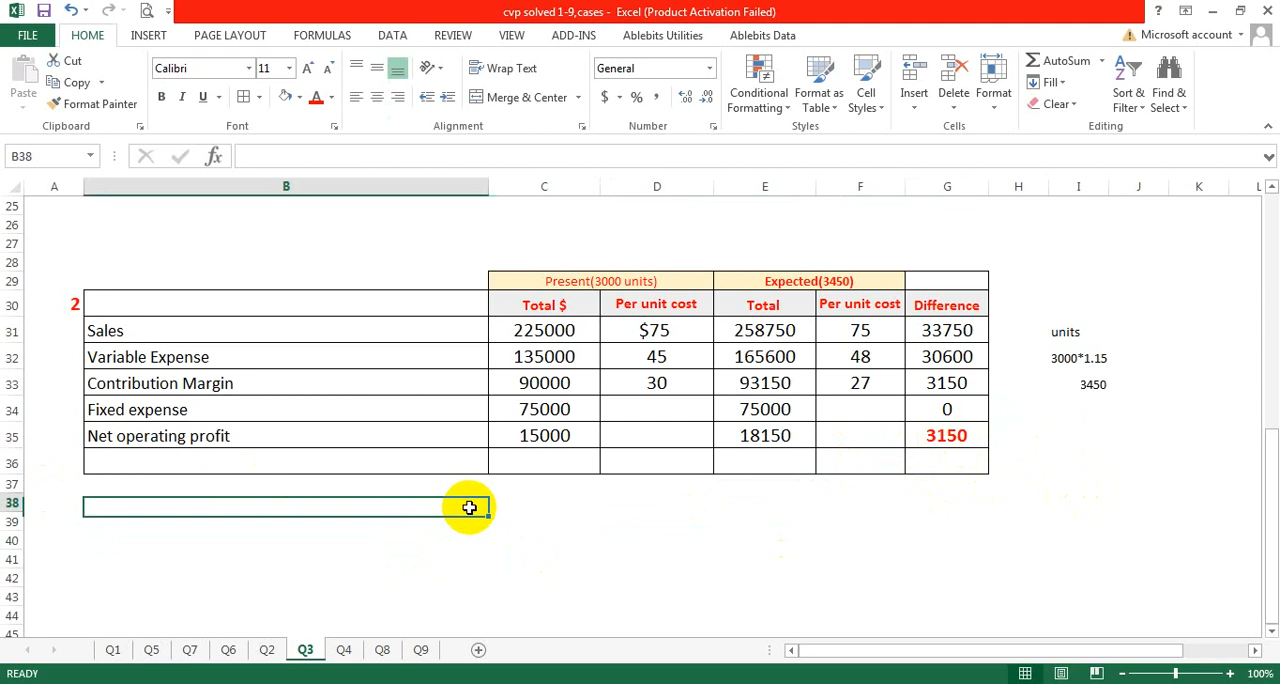 cvp solved 1-9,cases - Excel (Product Activation Failed)
FILE HOME INSERT PAGE LAYOUT FORMULAS DATA REVIEW VIEW ADD-INS Ablebits Utilities Ablebits Data Microsoft account
Cut
Copy
Format Painter
Paste
Clipboard
Calibri 11
B I U
Font
Wrap Text
Merge & Center
Alignment
General
$ % ,
Number
Conditional Formatting
Format as Table
Cell Styles
Styles
Insert Delete Format
Cells
AutoSum
Fill
Clear
Sort & Filter
Find & Select
Editing
B38 fx
A B C D E F G H I J K L
25
26
27
28
29 Present(3000 units) Expected(3450)
30 2 Total $ Per unit cost Total Per unit cost Difference
31 Sales 225000 $75 258750 75 33750 units
32 Variable Expense 135000 45 165600 48 30600 3000*1.15
33 Contribution Margin 90000 30 93150 27 3150 3450
34 Fixed expense 75000 75000 0
35 Net operating profit 15000 18150 3150
36
37
38
39
40
41
42
43
44
45
Q1 Q5 Q7 Q6 Q2 Q3 Q4 Q8 Q9
READY 100%